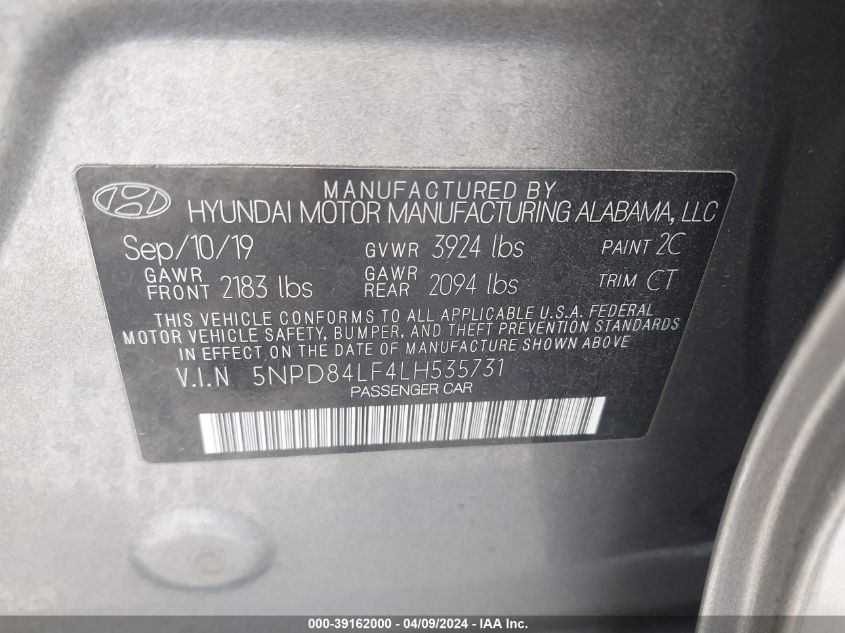 MANUFACTURED BY
HYUNDAI MOTOR MANUFACTURING ALABAMA, LLC
Sep/10/19 GVWR 3924 lbs PAINT 2C
GAWR FRONT 2183 lbs GAWR REAR 2094 lbs TRIM CT
THIS VEHICLE CONFORMS TO ALL APPLICABLE U.S.A. FEDERAL
MOTOR VEHICLE SAFETY, BUMPER, AND THEFT PREVENTION STANDARDS
IN EFFECT ON THE DATE OF MANUFACTURE SHOWN ABOVE
V.I.N 5NPD84LF4LH535731
PASSENGER CAR
000-39162000 - 04/09/2024 - IAA Inc.